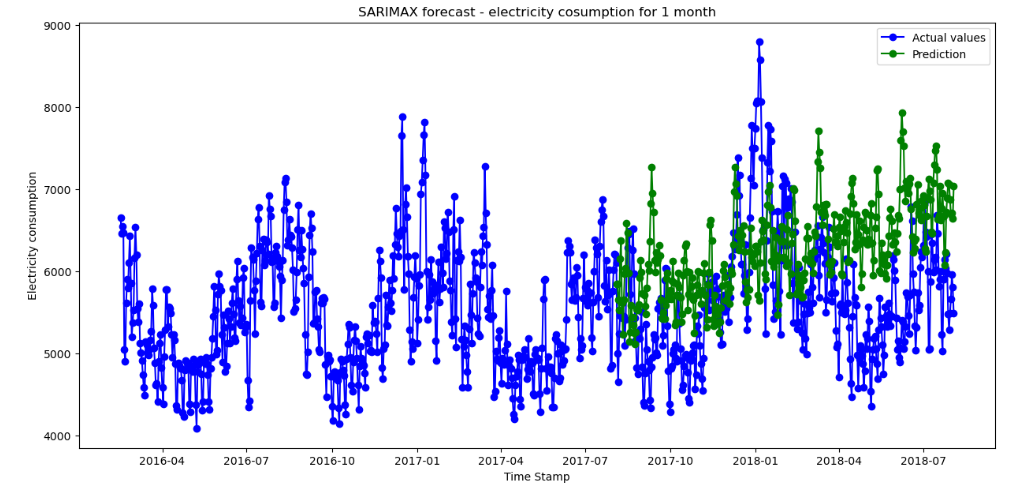 SARIMAX forecast - electricity cosumption for 1 month
Actual values
Prediction
9000
8000
7000
6000
5000
4000
Electricity consumption
2016-04 2016-07 2016-10 2017-01 2017-04 2017-07 2017-10 2018-01 2018-04 2018-07
Time Stamp